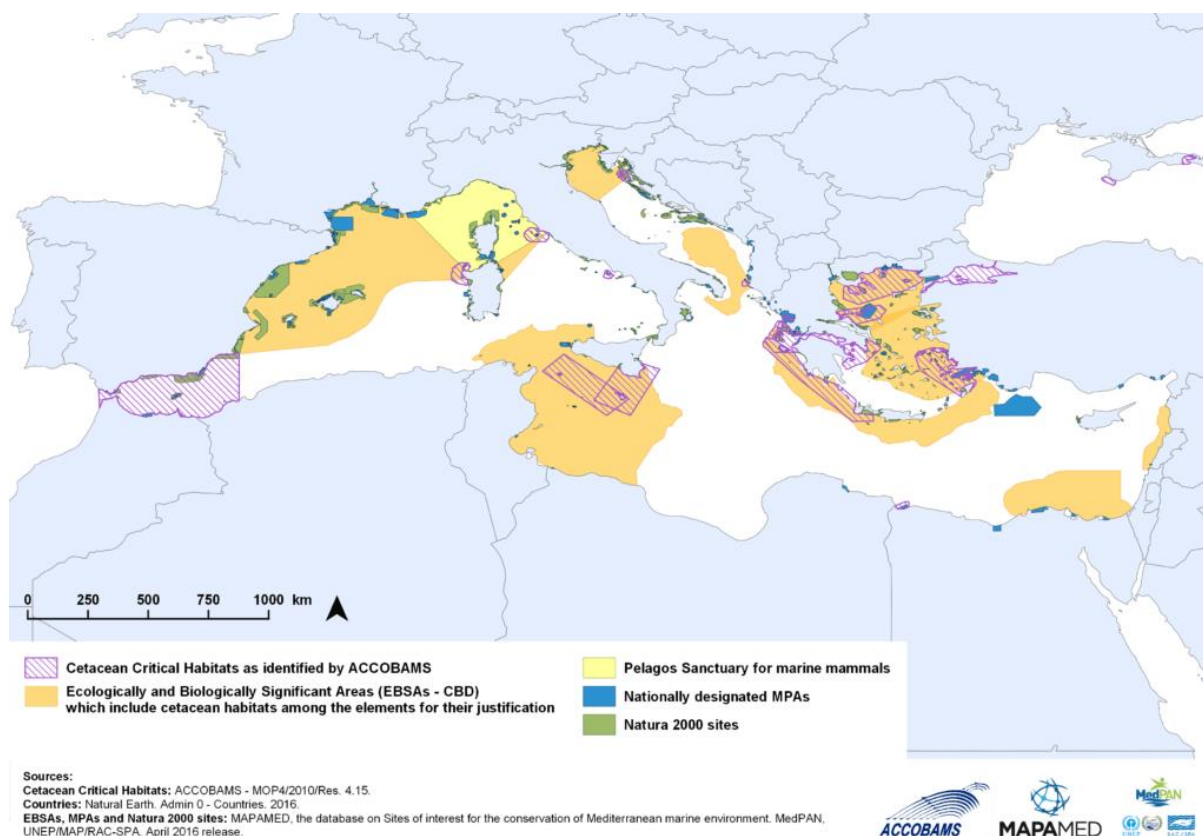 0 250 500 750 1000 km
Cetacean Critical Habitats as identified by ACCOBAMS
Ecologically and Biologically Significant Areas (EBSAs - CBD)
which include cetacean habitats among the elements for their justification
Pelagos Sanctuary for marine mammals
Nationally designated MPAs
Natura 2000 sites
Sources:
Cetacean Critical Habitats: ACCOBAMS - MOP4/2010/Res. 4.15.
Countries: Natural Earth. Admin 0 - Countries. 2016.
EBSAs, MPAs and Natura 2000 sites: MAPAMED, the database on Sites of interest for the conservation of Mediterranean marine environment. MedPAN,
UNEP/MAP/RAC-SPA. April 2016 release.
ACCOBAMS
MAPAMED
MedPAN
UNEP
RAC/SPA